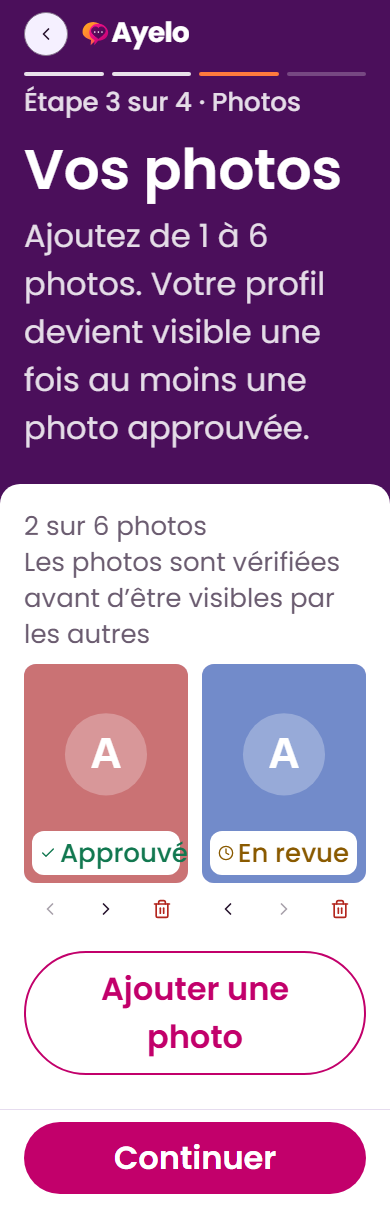 Ayelo
Étape 3 sur 4 · Photos
Vos photos
Ajoutez de 1 à 6
photos. Votre profil
devient visible une
fois au moins une
photo approuvée.
2 sur 6 photos
Les photos sont vérifiées
avant d’être visibles par
les autres
A
A
Approuvé
En revue
Ajouter une
photo
Continuer